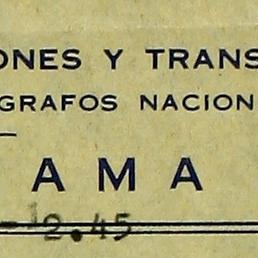 ONES Y TRANS
GRAFOS NACION
AMA
2.45